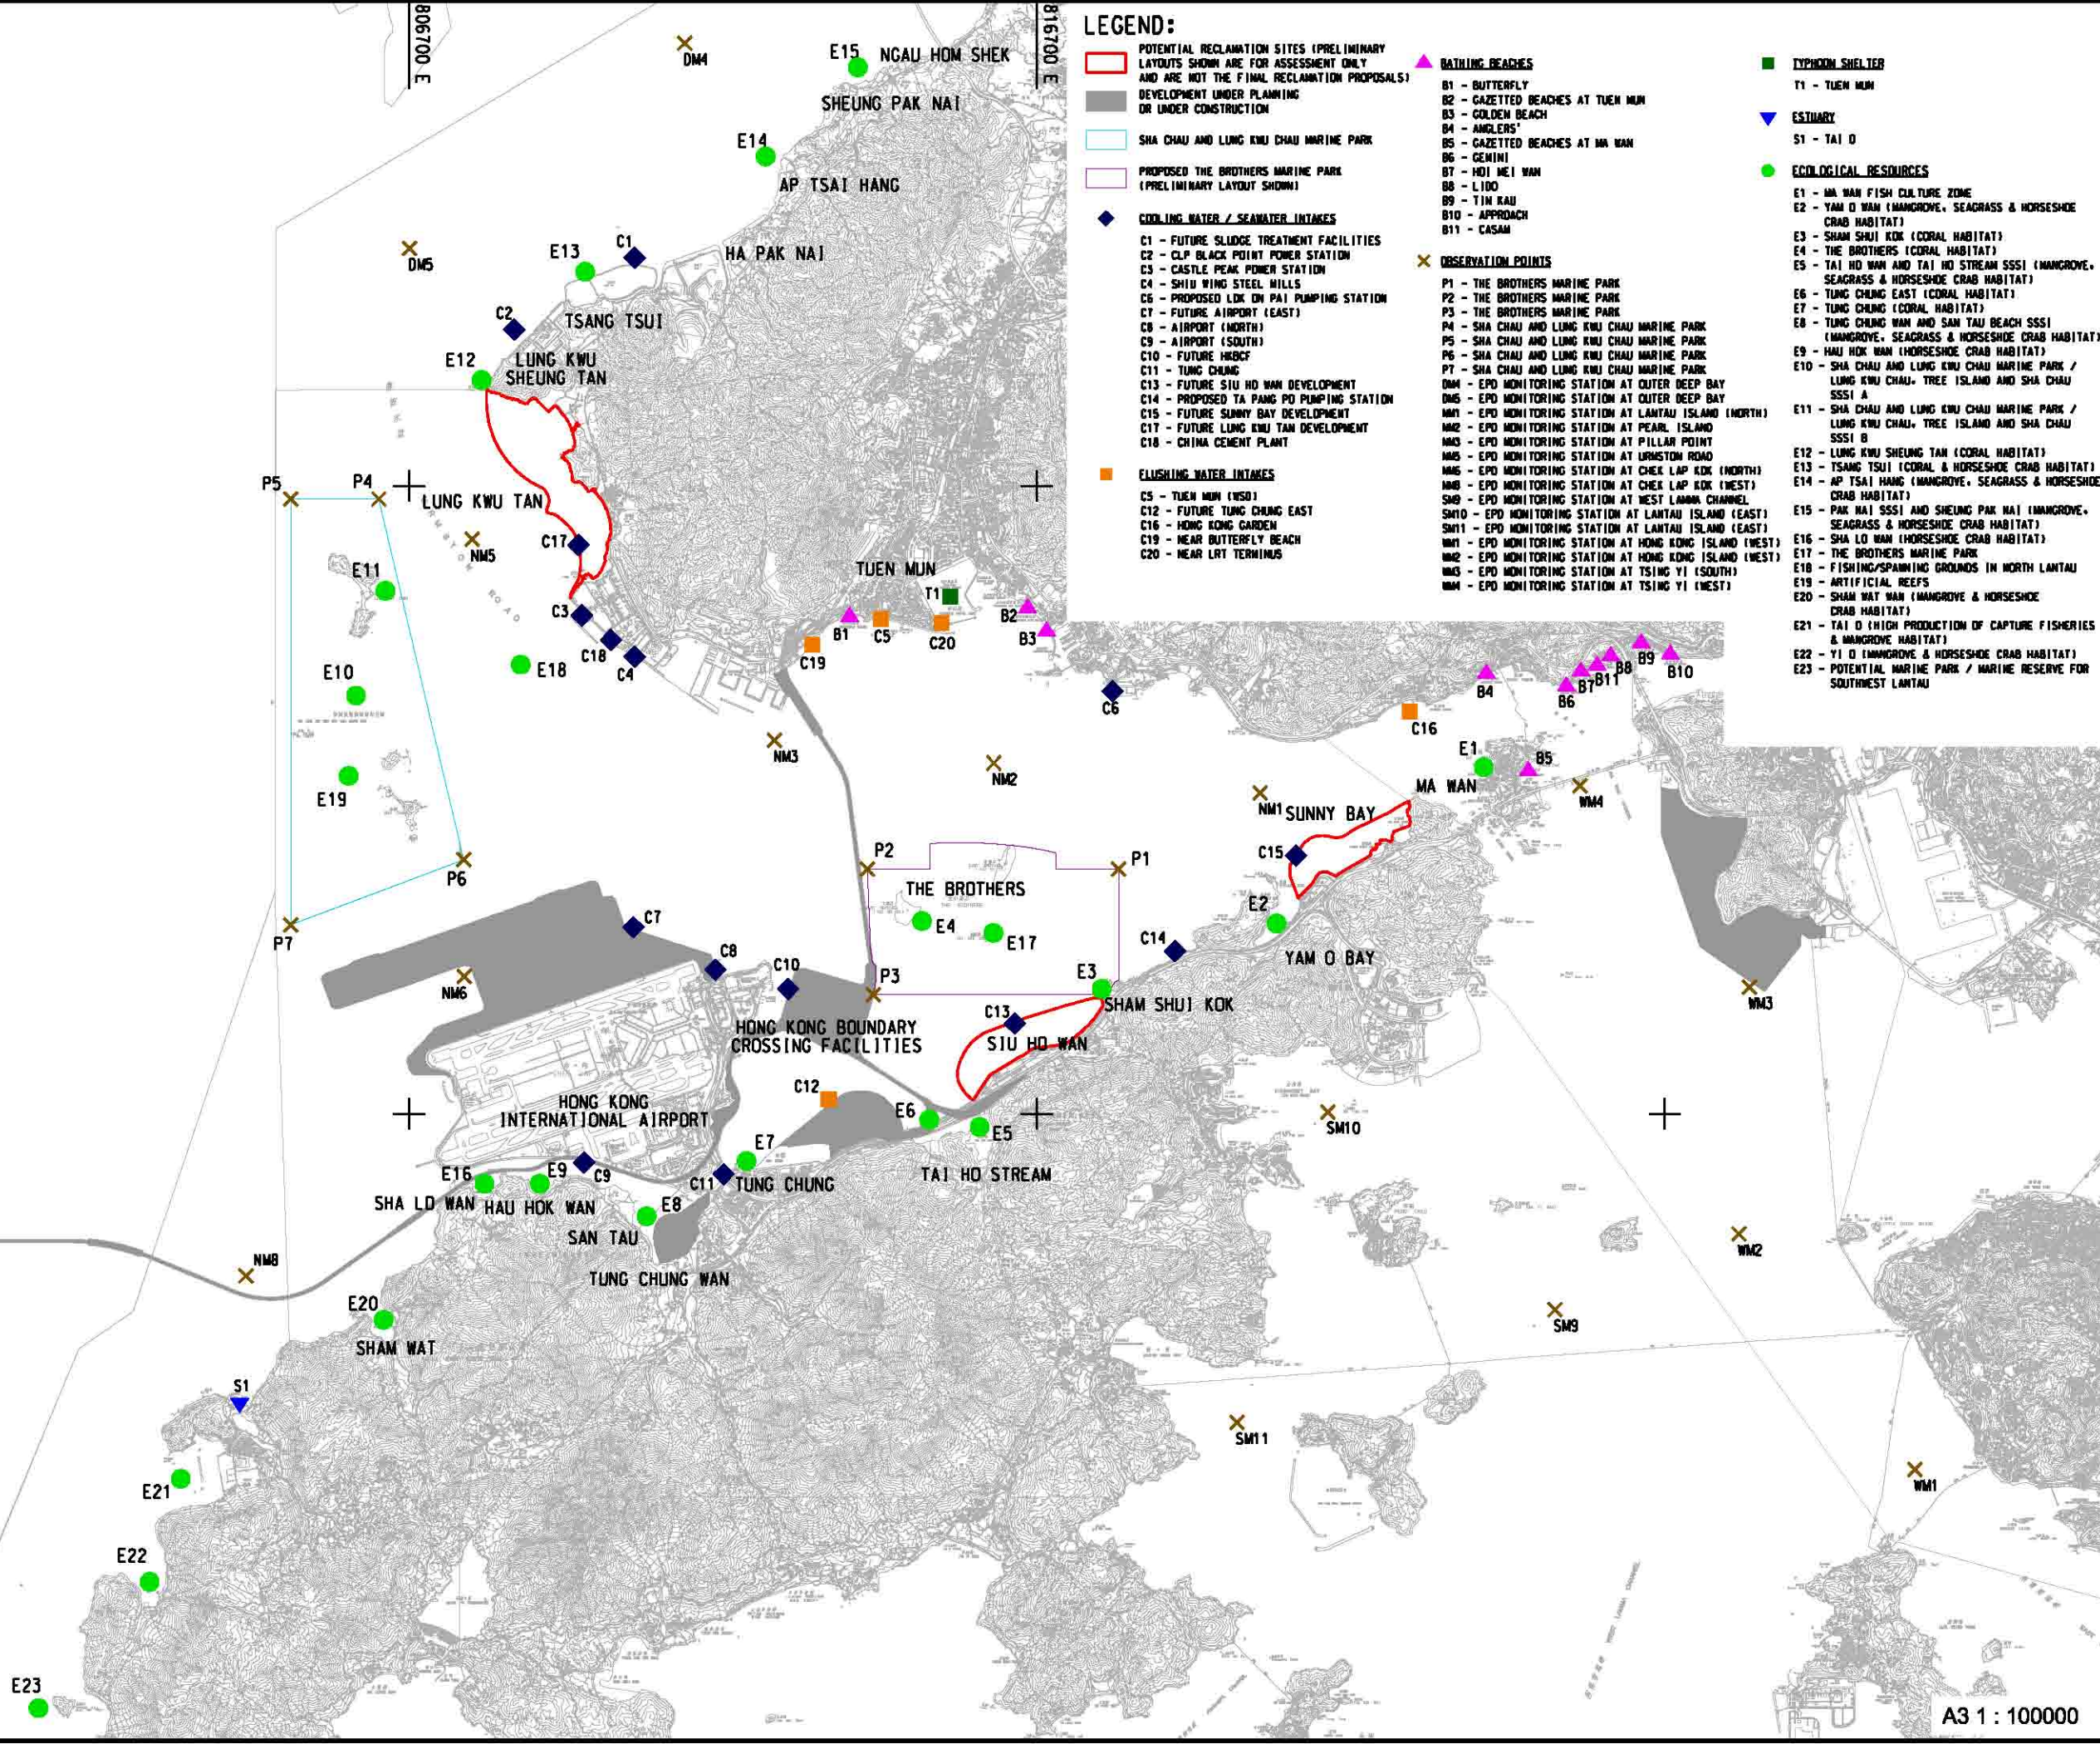 806700 E
816700 E
LEGEND:
POTENTIAL RECLAMATION SITES (PRELIMINARY
LAYOUTS SHOWN ARE FOR ASSESSMENT ONLY
AND ARE NOT THE FINAL RECLAMATION PROPOSALS)
DEVELOPMENT UNDER PLANNING
OR UNDER CONSTRUCTION
SHA CHAU AND LUNG KWU CHAU MARINE PARK
PROPOSED THE BROTHERS MARINE PARK
(PRELIMINARY LAYOUT SHOWN)
COOLING WATER / SEAWATER INTAKES
C1 - FUTURE SLUDGE TREATMENT FACILITIES
C2 - CLP BLACK POINT POWER STATION
C3 - CASTLE PEAK POWER STATION
C4 - SHIU WING STEEL MILLS
C6 - PROPOSED LOK ON PAI PUMPING STATION
C7 - FUTURE AIRPORT (EAST)
C8 - AIRPORT (NORTH)
C9 - AIRPORT (SOUTH)
C10 - FUTURE HKBCF
C11 - TUNG CHUNG
C13 - FUTURE SIU HO WAN DEVELOPMENT
C14 - PROPOSED TA PANG PO PUMPING STATION
C15 - FUTURE SUNNY BAY DEVELOPMENT
C17 - FUTURE LUNG KWU TAN DEVELOPMENT
C18 - CHINA CEMENT PLANT
FLUSHING WATER INTAKES
C5 - TUEN MUN (WSD)
C12 - FUTURE TUNG CHUNG EAST
C16 - HONG KONG GARDEN
C19 - NEAR BUTTERFLY BEACH
C20 - NEAR LRT TERMINUS
BATHING BEACHES
B1 - BUTTERFLY
B2 - GAZETTED BEACHES AT TUEN MUN
B3 - GOLDEN BEACH
B4 - ANGLERS'
B5 - GAZETTED BEACHES AT MA WAN
B6 - GEMINI
B7 - HOI MEI WAN
B8 - LIDO
B9 - TIN KAU
B10 - APPROACH
B11 - CASAM
OBSERVATION POINTS
P1 - THE BROTHERS MARINE PARK
P2 - THE BROTHERS MARINE PARK
P3 - THE BROTHERS MARINE PARK
P4 - SHA CHAU AND LUNG KWU CHAU MARINE PARK
P5 - SHA CHAU AND LUNG KWU CHAU MARINE PARK
P6 - SHA CHAU AND LUNG KWU CHAU MARINE PARK
P7 - SHA CHAU AND LUNG KWU CHAU MARINE PARK
DM4 - EPD MONITORING STATION AT OUTER DEEP BAY
DM5 - EPD MONITORING STATION AT OUTER DEEP BAY
NM1 - EPD MONITORING STATION AT LANTAU ISLAND (NORTH)
NM2 - EPD MONITORING STATION AT PEARL ISLAND
NM3 - EPD MONITORING STATION AT PILLAR POINT
NM5 - EPD MONITORING STATION AT URMSTON ROAD
NM6 - EPD MONITORING STATION AT CHEK LAP KOK (NORTH)
NM8 - EPD MONITORING STATION AT CHEK LAP KOK (WEST)
SM9 - EPD MONITORING STATION AT WEST LAMMA CHANNEL
SM10 - EPD MONITORING STATION AT LANTAU ISLAND (EAST)
SM11 - EPD MONITORING STATION AT LANTAU ISLAND (EAST)
WM1 - EPD MONITORING STATION AT HONG KONG ISLAND (WEST)
WM2 - EPD MONITORING STATION AT HONG KONG ISLAND (WEST)
WM3 - EPD MONITORING STATION AT TSING YI (SOUTH)
WM4 - EPD MONITORING STATION AT TSING YI (WEST)
TYPHOON SHELTER
T1 - TUEN MUN
ESTUARY
S1 - TAI O
ECOLOGICAL RESOURCES
E1 - MA WAN FISH CULTURE ZONE
E2 - YAM O WAN (MANGROVE, SEAGRASS & HORSESHOE
CRAB HABITAT)
E3 - SHAM SHUI KOK (CORAL HABITAT)
E4 - THE BROTHERS (CORAL HABITAT)
E5 - TAI HO WAN AND TAI HO STREAM SSSI (MANGROVE,
SEAGRASS & HORSESHOE CRAB HABITAT)
E6 - TUNG CHUNG EAST (CORAL HABITAT)
E7 - TUNG CHUNG (CORAL HABITAT)
E8 - TUNG CHUNG WAN AND SAN TAU BEACH SSSI
(MANGROVE, SEAGRASS & HORSESHOE CRAB HABITAT)
E9 - HAU HOK WAN (HORSESHOE CRAB HABITAT)
E10 - SHA CHAU AND LUNG KWU CHAU MARINE PARK /
LUNG KWU CHAU, TREE ISLAND AND SHA CHAU
SSSI A
E11 - SHA CHAU AND LUNG KWU CHAU MARINE PARK /
LUNG KWU CHAU, TREE ISLAND AND SHA CHAU
SSSI B
E12 - LUNG KWU SHEUNG TAN (CORAL HABITAT)
E13 - TSANG TSUI (CORAL & HORSESHOE CRAB HABITAT)
E14 - AP TSAI HANG (MANGROVE, SEAGRASS & HORSESHOE
CRAB HABITAT)
E15 - PAK NAI SSSI AND SHEUNG PAK NAI (MANGROVE,
SEAGRASS & HORSESHOE CRAB HABITAT)
E16 - SHA LO WAN (HORSESHOE CRAB HABITAT)
E17 - THE BROTHERS MARINE PARK
E18 - FISHING/SPAWNING GROUNDS IN NORTH LANTAU
E19 - ARTIFICIAL REEFS
E20 - SHAM WAT WAN (MANGROVE & HORSESHOE
CRAB HABITAT)
E21 - TAI O (HIGH PRODUCTION OF CAPTURE FISHERIES
& MANGROVE HABITAT)
E22 - YI O (MANGROVE & HORSESHOE CRAB HABITAT)
E23 - POTENTIAL MARINE PARK / MARINE RESERVE FOR
SOUTHWEST LANTAU
DM4
E15
NGAU HOM SHEK
SHEUNG PAK NAI
E14
AP TSAI HANG
DM5
E13
C1
HA PAK NAI
C2
TSANG TSUI
E12
LUNG KWU
SHEUNG TAN
P5
P4
LUNG KWU TAN
NM5
C17
URMSTON ROAD
E11
C3
TUEN MUN
T1
B1
C5
C20
B2
B3
C18
C4
C19
E18
E10
C6
B4
B6
B7
B11
B8
B9
B10
C16
E19
NM3
NM2
E1
B5
MA WAN
WM4
NM1
SUNNY BAY
P6
P2
P1
C15
THE BROTHERS
E4
E17
E2
P7
C7
C8
C10
C14
YAM O BAY
NM6
P3
E3
SHAM SHUI KOK
WM3
C13
SIU HO WAN
HONG KONG BOUNDARY
CROSSING FACILITIES
C12
HONG KONG
INTERNATIONAL AIRPORT
E6
E5
SM10
E7
TAI HO STREAM
E16
E9
C9
C11
TUNG CHUNG
SHA LO WAN
HAU HOK WAN
E8
SAN TAU
NM8
TUNG CHUNG WAN
WM2
E20
SHAM WAT
SM9
S1
SM11
E21
WM1
E22
E23
A3 1 : 100000